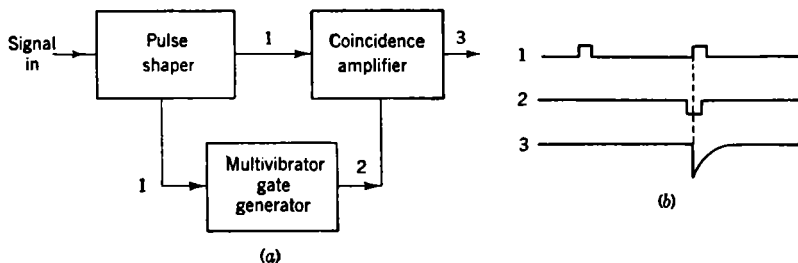 Signal
in
Pulse
shaper
1
Coincidence
amplifier
3
1
Multivibrator
gate
generator
2
(a)
1
2
3
(b)